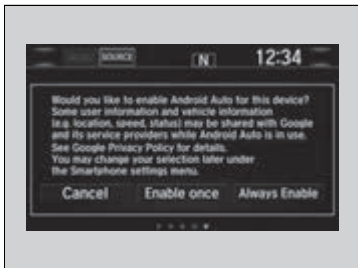 SOURCE
N
12:34
Would you like to enable Android Auto for this device?
Some user information and vehicle information
(e.g. location, speed, status) may be shared with Google
and its service providers while Android Auto is in use.
See Google Privacy Policy for details.
You may change your selection later under
the Smartphone settings menu.
Cancel Enable once Always Enable